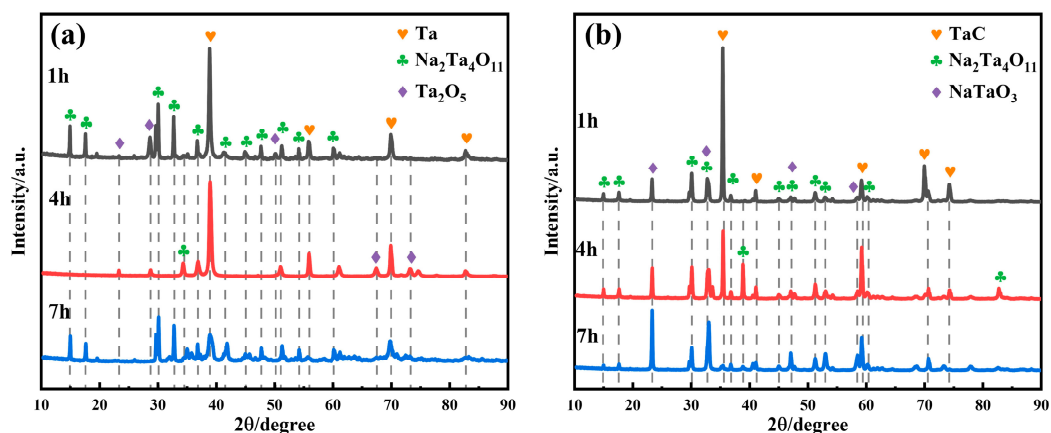 (a)
Ta
Na₂Ta₄O₁₁
Ta₂O₅
1h
4h
7h
Intensity/a.u.
10 20 30 40 50 60 70 80 90
2θ/degree
(b)
TaC
Na₂Ta₄O₁₁
NaTaO₃
1h
4h
7h
Intensity/a.u.
10 20 30 40 50 60 70 80 90
2θ/degree